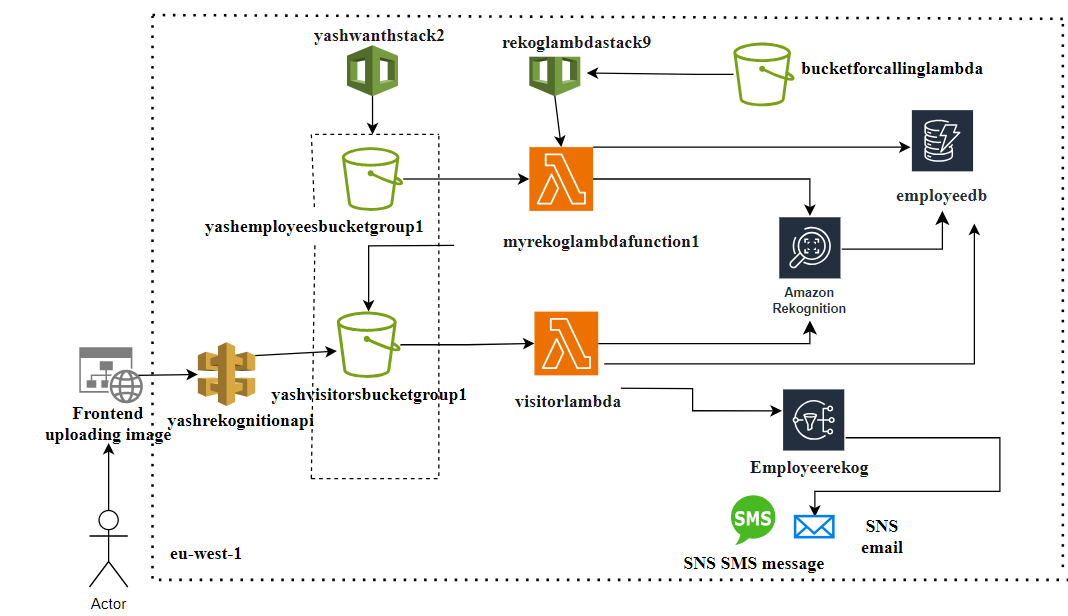 yashwanthstack2
rekoglambdastack9
bucketforcallinglambda
employeedb
yashemployeesbucketgroup1
myrekoglambdafunction1
Amazon
Rekognition
yashvisitorsbucketgroup1
visitorlambda
Frontend
uploading image
yashrekognitionapi
Employeerekog
SMS
SNS
email
SNS SMS message
eu-west-1
Actor